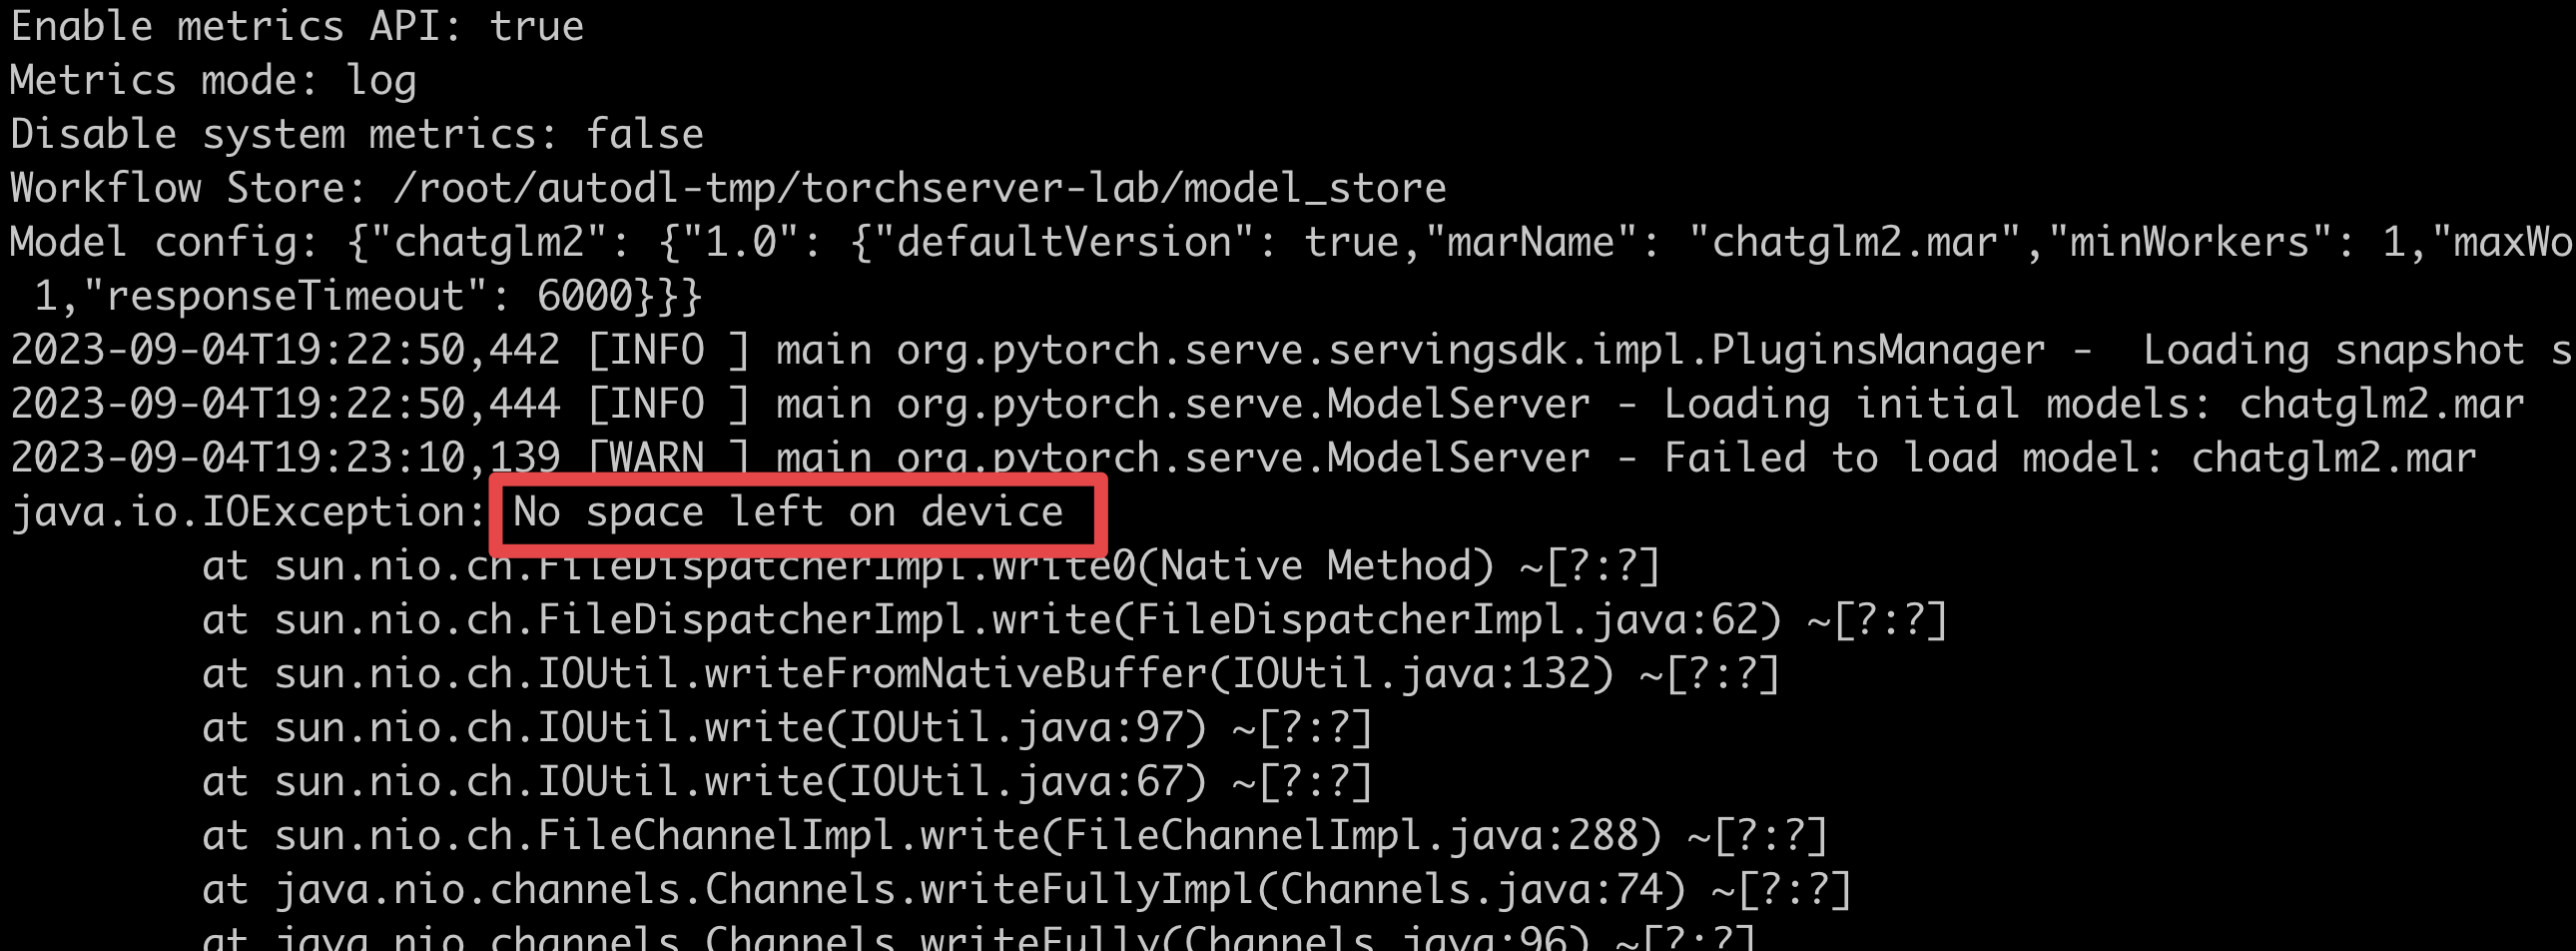 Enable metrics API: true
Metrics mode: log
Disable system metrics: false
Workflow Store: /root/autodl-tmp/torchserver-lab/model_store
Model config: {"chatglm2": {"1.0": {"defaultVersion": true,"marName": "chatglm2.mar","minWorkers": 1,"maxWo
1,"responseTimeout": 6000}}}
2023-09-04T19:22:50,442 [INFO ] main org.pytorch.serve.servingsdk.impl.PluginsManager -  Loading snapshot s
2023-09-04T19:22:50,444 [INFO ] main org.pytorch.serve.ModelServer - Loading initial models: chatglm2.mar
2023-09-04T19:23:10,139 [WARN ] main org.pytorch.serve.ModelServer - Failed to load model: chatglm2.mar
java.io.IOException: No space left on device
at sun.nio.ch.FileDispatcherImpl.write0(Native Method) ~[?:?]
at sun.nio.ch.FileDispatcherImpl.write(FileDispatcherImpl.java:62) ~[?:?]
at sun.nio.ch.IOUtil.writeFromNativeBuffer(IOUtil.java:132) ~[?:?]
at sun.nio.ch.IOUtil.write(IOUtil.java:97) ~[?:?]
at sun.nio.ch.IOUtil.write(IOUtil.java:67) ~[?:?]
at sun.nio.ch.FileChannelImpl.write(FileChannelImpl.java:288) ~[?:?]
at java.nio.channels.Channels.writeFullyImpl(Channels.java:74) ~[?:?]
at java.nio.channels.Channels.writeFully(Channels.java:96) ~[?:?]